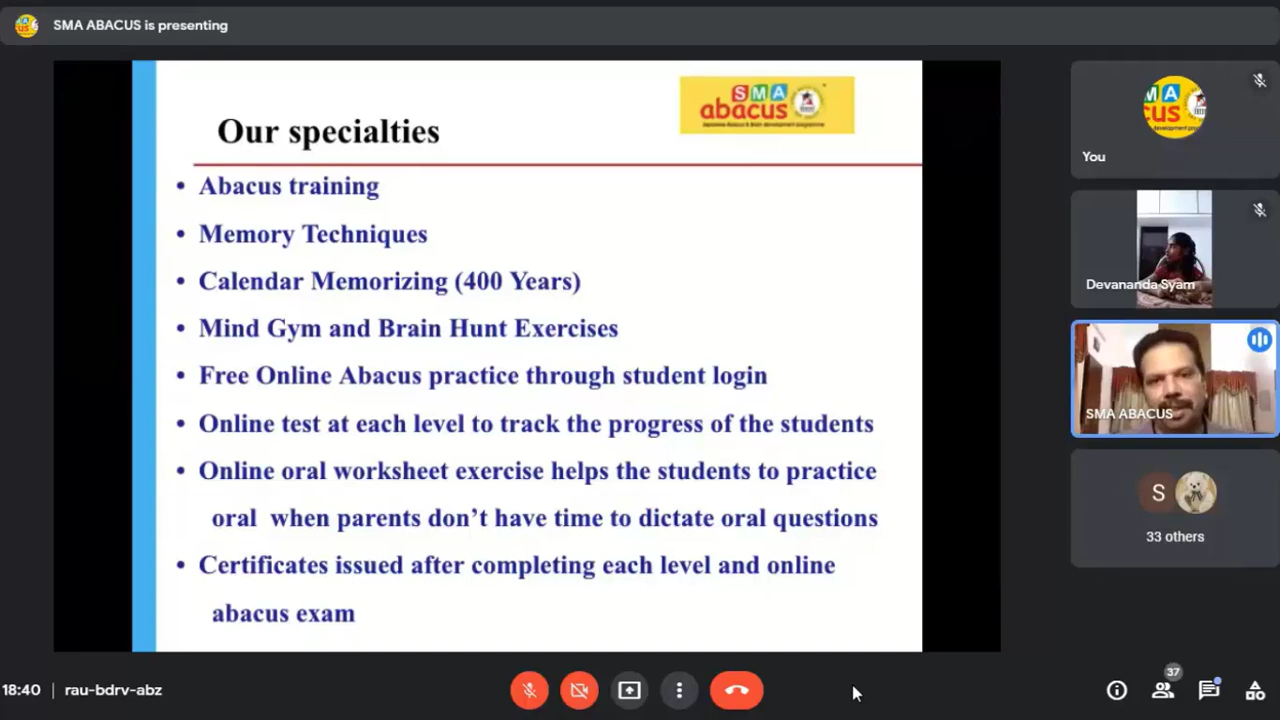 SMA ABACUS is presenting
Our specialties
SMA
abacus
• Abacus training
• Memory Techniques
• Calendar Memorizing (400 Years)
• Mind Gym and Brain Hunt Exercises
• Free Online Abacus practice through student login
• Online test at each level to track the progress of the students
• Online oral worksheet exercise helps the students to practice
oral when parents don't have time to dictate oral questions
• Certificates issued after completing each level and online
abacus exam
You
Devananda Syam
SMA ABACUS
S
33 others
18:40 | rau-bdrv-abz
37